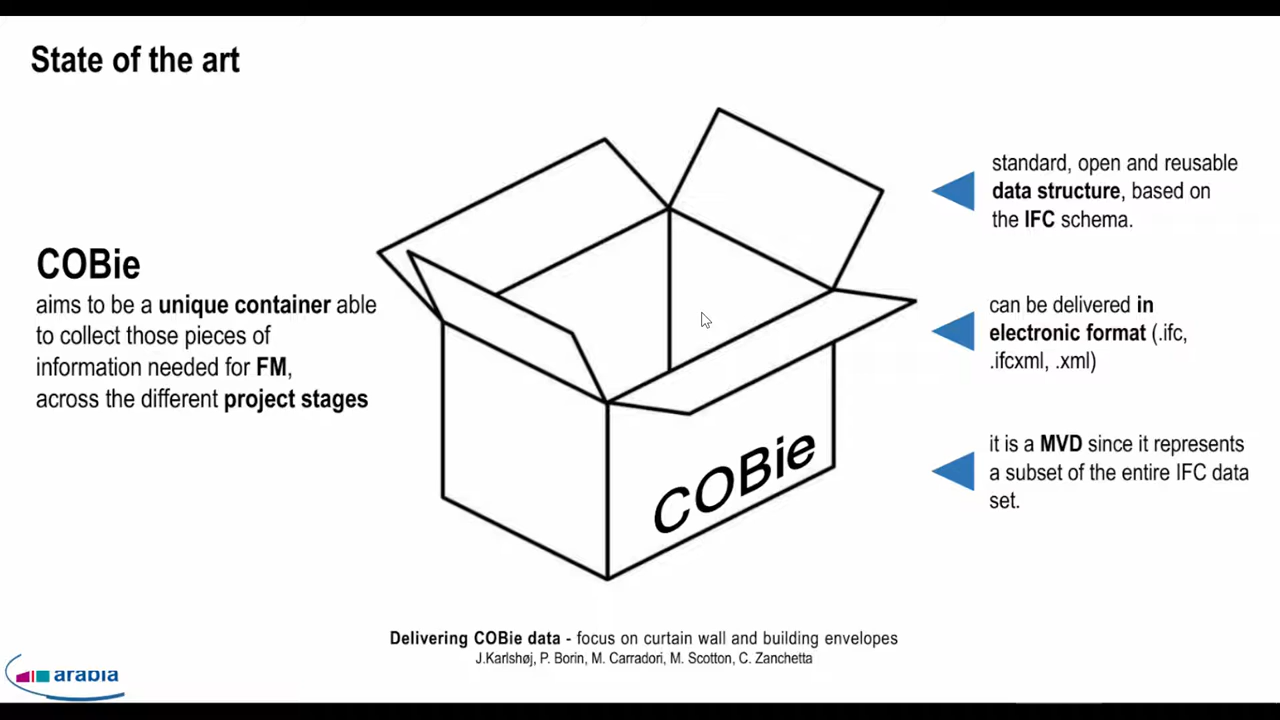 State of the art
COBie
aims to be a unique container able
to collect those pieces of
information needed for FM,
across the different project stages
COBie
standard, open and reusable
data structure, based on
the IFC schema.
can be delivered in
electronic format (.ifc,
.ifcxml, .xml)
it is a MVD since it represents
a subset of the entire IFC data
set.
Delivering COBie data - focus on curtain wall and building envelopes
J.Karlshøj, P. Borin, M. Carradori, M. Scotton, C. Zanchetta
arabia